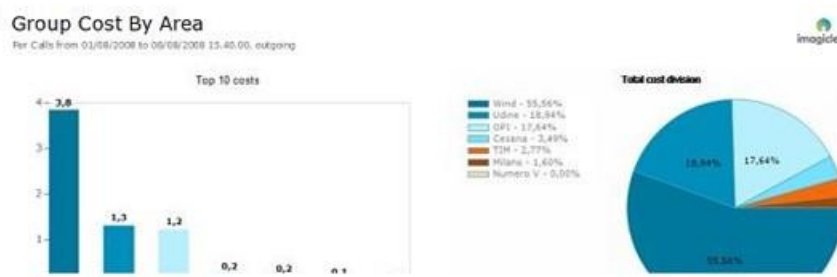 Group Cost By Area
Per Calls from 01/08/2008 to 08/08/2008 15.40.00, outgoing
imagicle
Top 10 costs
4
3,8
3
2
1,3
1,2
1
0,2
0,2
0,1
Total cost division
Wind - 55,56%
Udine - 18,94%
OPI - 17,64%
Cesena - 3,49%
TIM - 2,77%
Milano - 1,60%
Numero V - 0,00%
18,94%
17,64%
55,56%